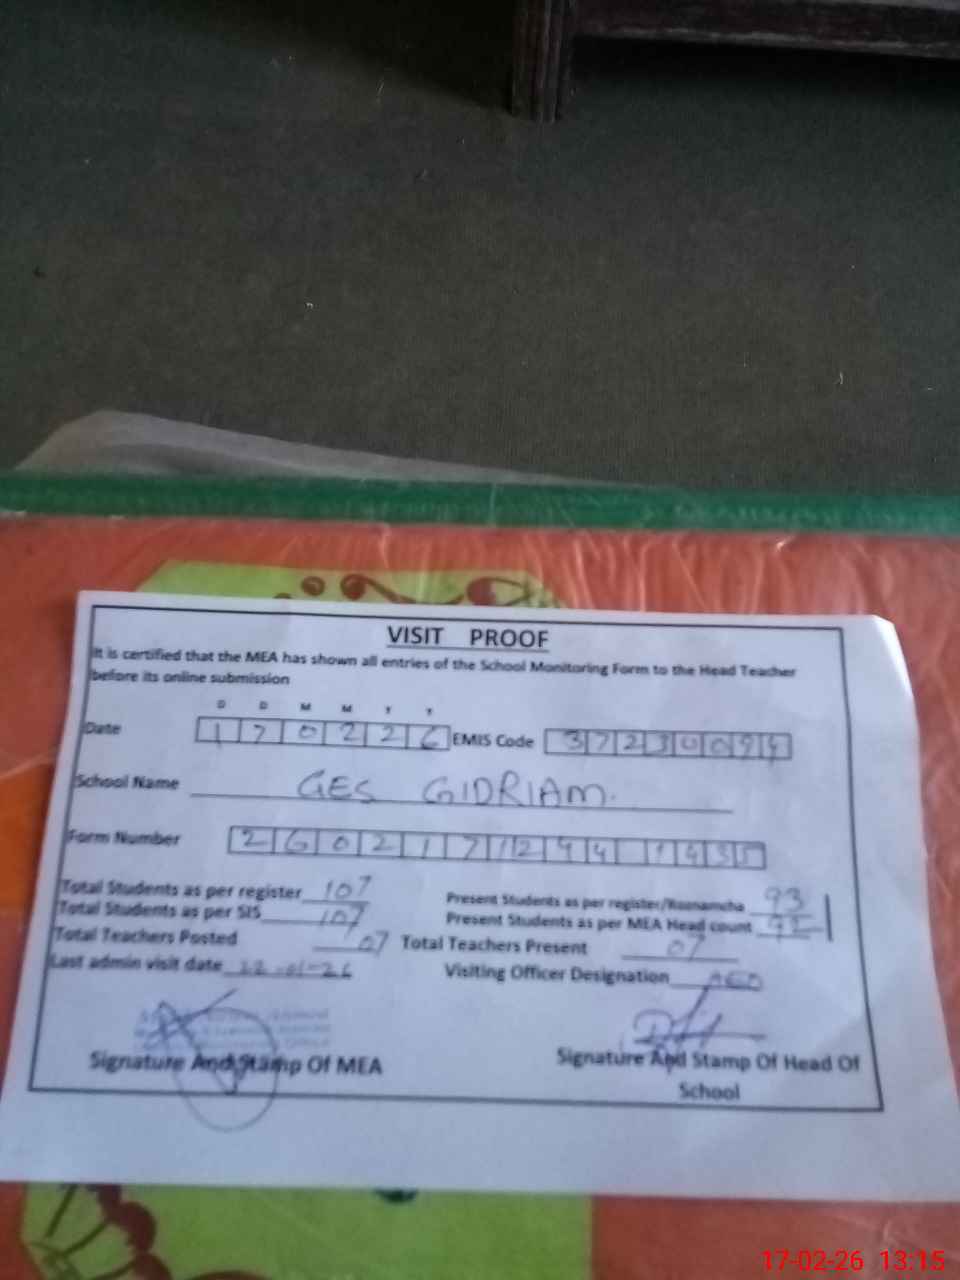 VISIT PROOF
It is certified that the MEA has shown all entries of the School Monitoring Form to the Head Teacher
before its online submission
D D M M Y Y
Date 1 7 0 2 2 6 EMIS Code 3 7 2 3 0 0 9 4
School Name GES GIDRIAM.
Form Number 2 6 0 2 1 7 1 2 4 4 1 4 3 5
Total Students as per register 107 Present Students as per register/Roznamcha 93
Total Students as per SIS 107 Present Students as per MEA Head count 92
Total Teachers Posted 07 Total Teachers Present 07
Last admin visit date 22-01-26 Visiting Officer Designation AEO
Signature And Stamp Of MEA Signature And Stamp Of Head Of
School
17-02-26 13:15